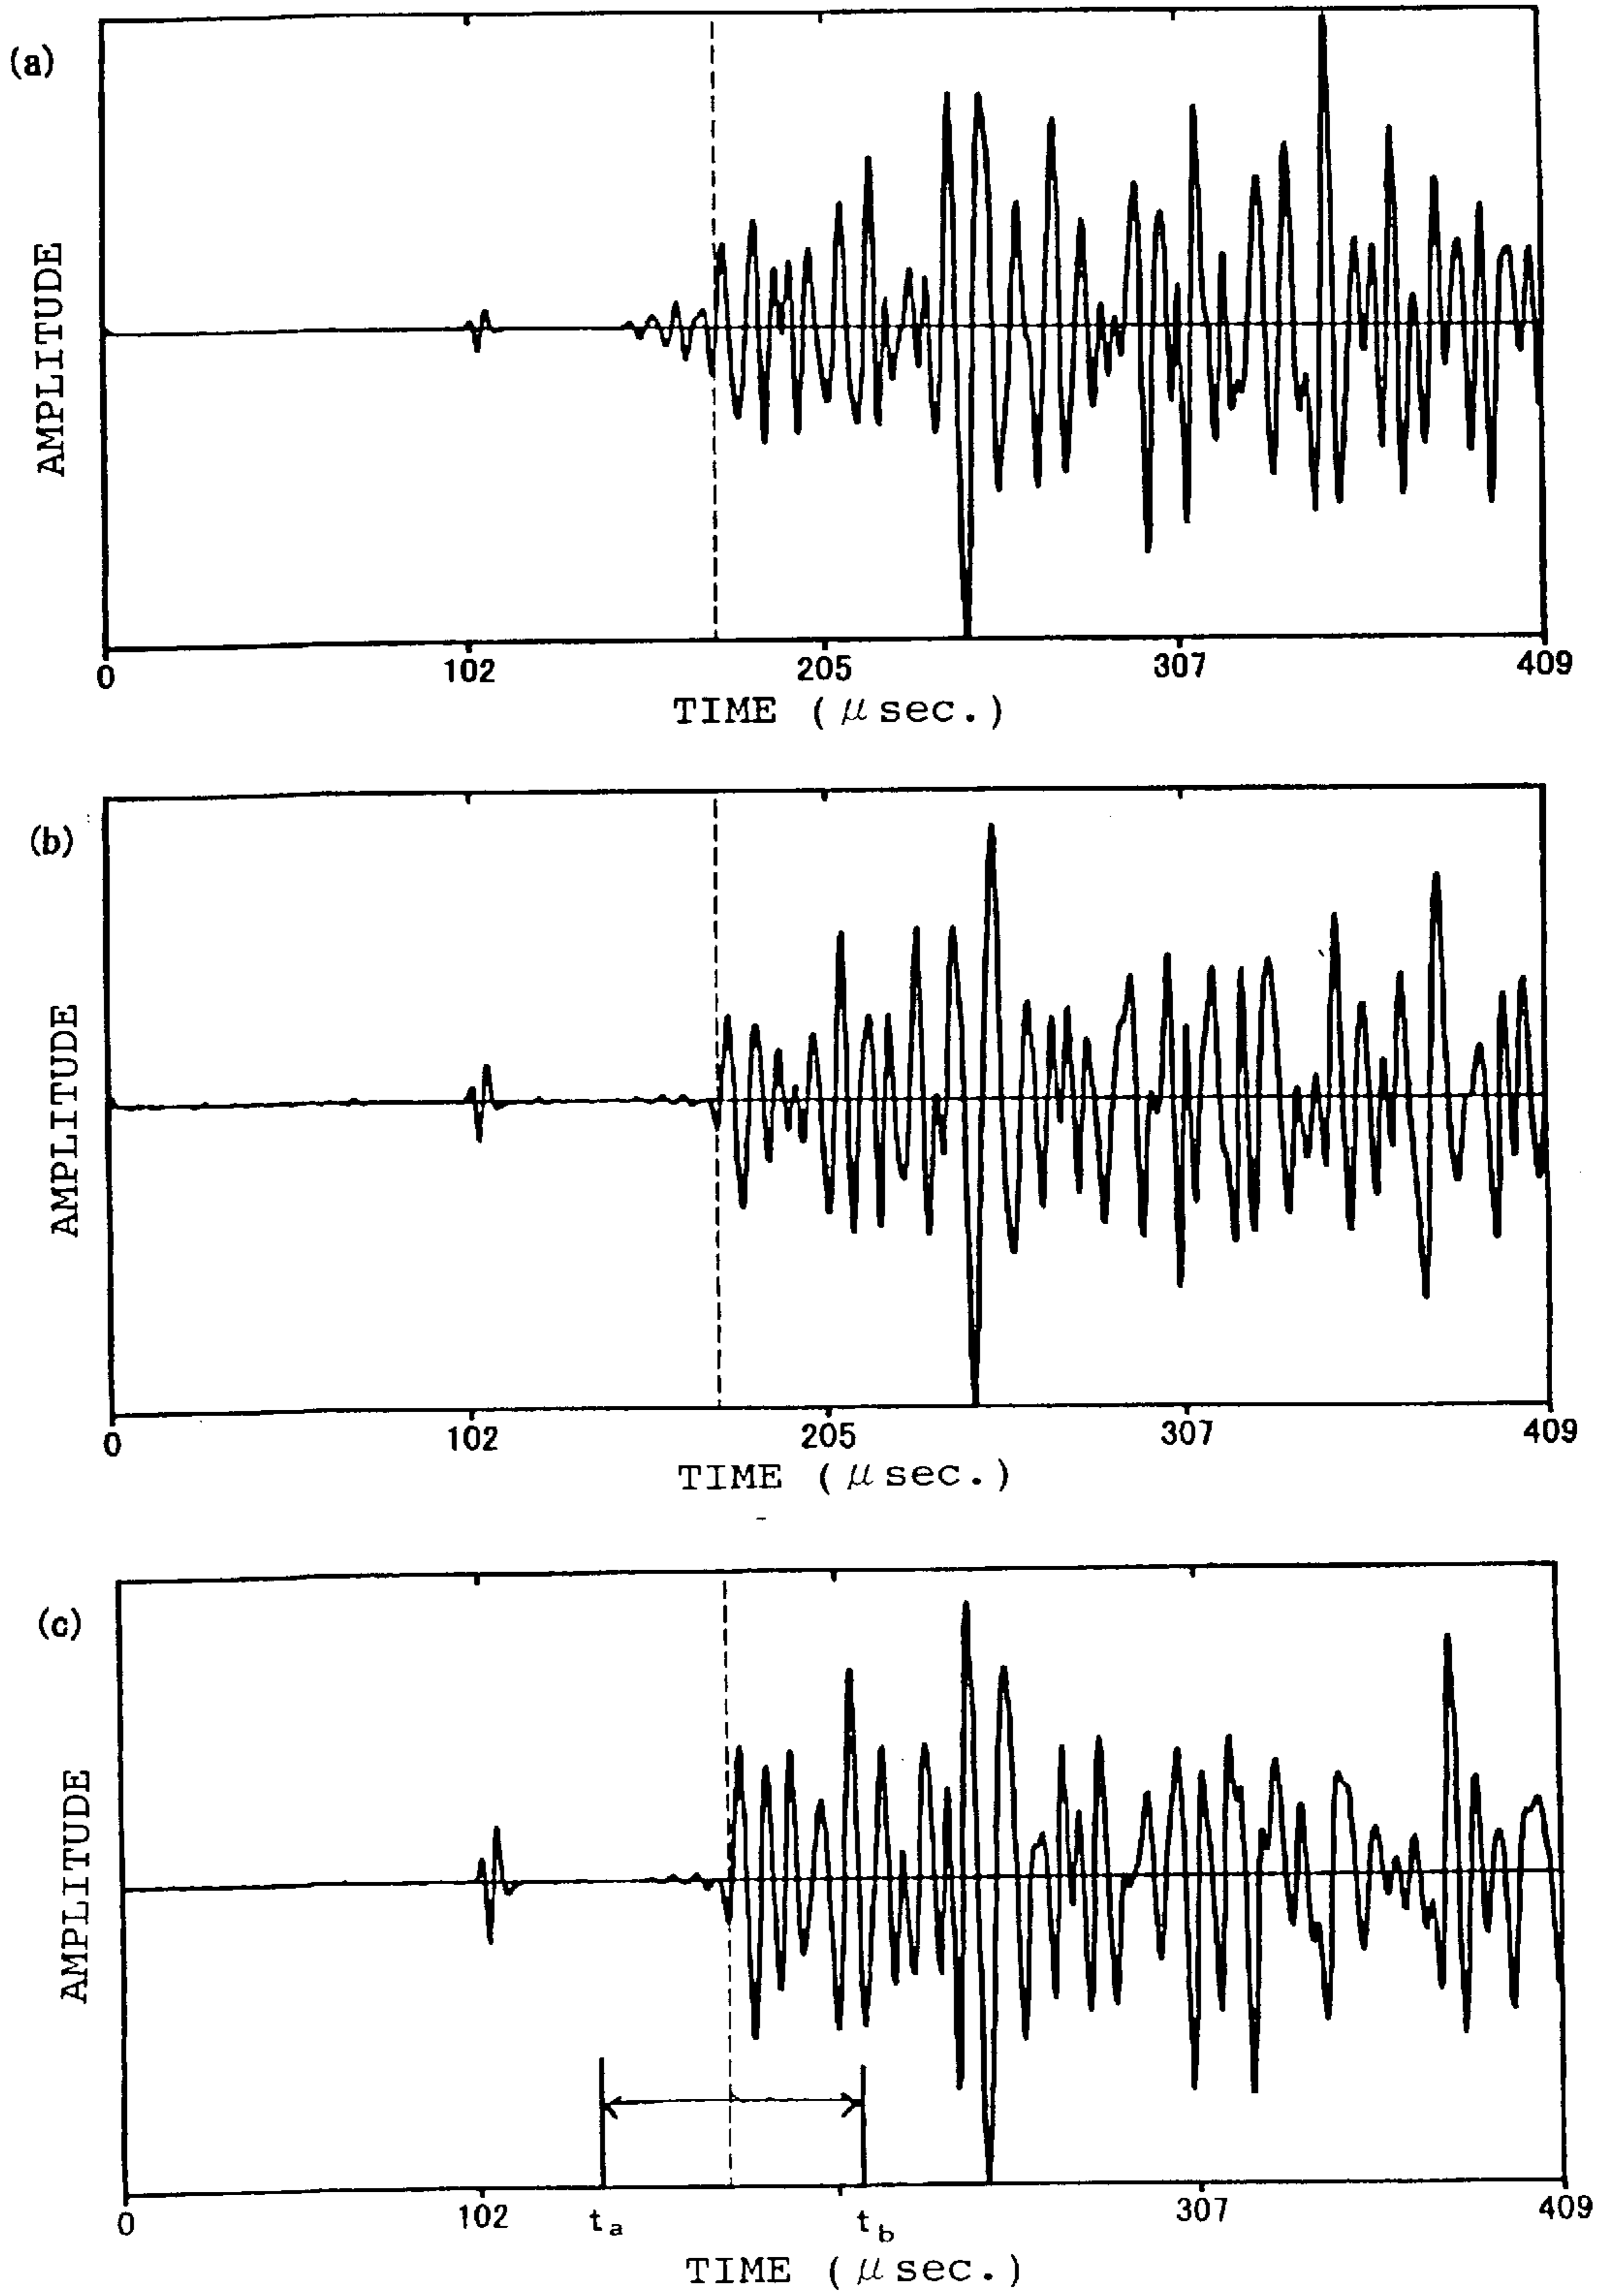 (a)
AMPLITUDE
0 102 205 307 409
TIME (μsec.)
(b)
AMPLITUDE
0 102 205 307 409
TIME (μsec.)
(c)
AMPLITUDE
0 102 ta tb 307 409
TIME (μsec.)